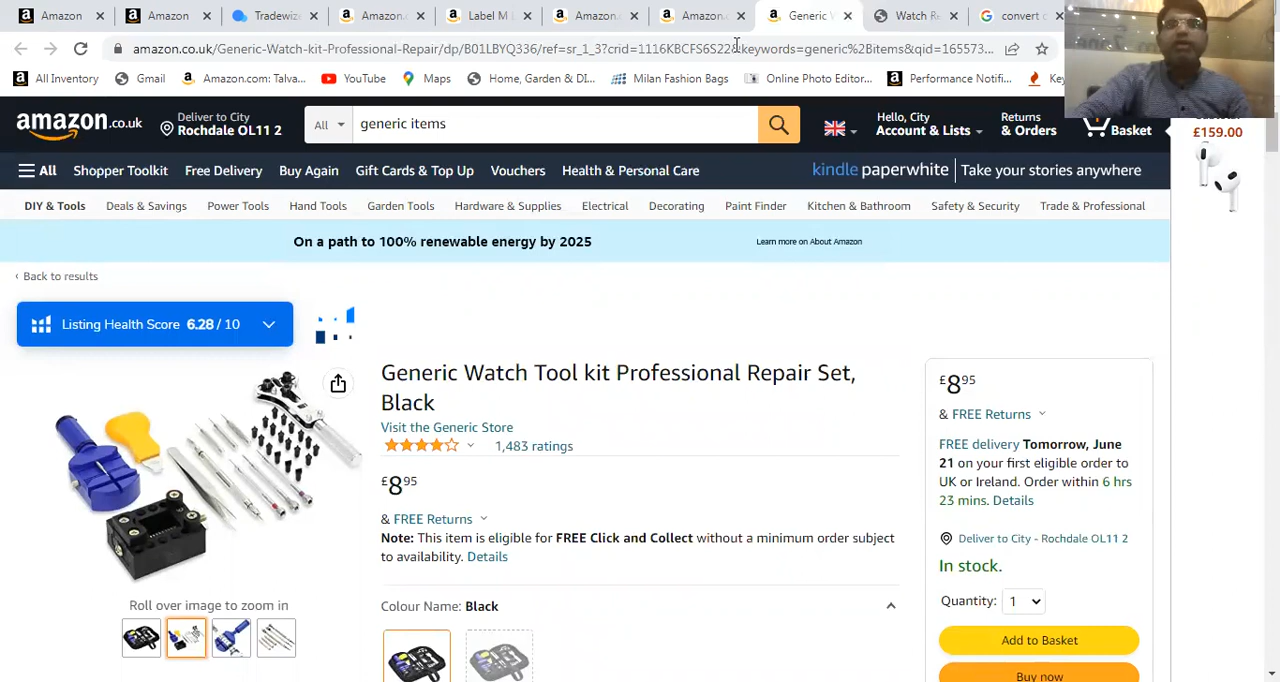 Amazon
Amazon
Tradewiz
Amazon.c
Label M L
Amazon.
Amazon.c
Generic W
Watch Re
convert c
amazon.co.uk/Generic-Watch-kit-Professional-Repair/dp/B01LBYQ336/ref=sr_1_3?crid=1116KBCFS6S22&keywords=generic%2Bitems&qid=165573...
All Inventory
Gmail
Amazon.com: Talva...
YouTube
Maps
Home, Garden & DI...
Milan Fashion Bags
Online Photo Editor...
Performance Notifi...
Key
amazon.co.uk
Deliver to City
Rochdale OL11 2
All
generic items
Hello, City
Account & Lists
Returns
& Orders
Basket
£159.00
All
Shopper Toolkit
Free Delivery
Buy Again
Gift Cards & Top Up
Vouchers
Health & Personal Care
kindle paperwhite
Take your stories anywhere
DIY & Tools
Deals & Savings
Power Tools
Hand Tools
Garden Tools
Hardware & Supplies
Electrical
Decorating
Paint Finder
Kitchen & Bathroom
Safety & Security
Trade & Professional
On a path to 100% renewable energy by 2025
Learn more on About Amazon
‹ Back to results
Listing Health Score 6.28 / 10
Generic Watch Tool kit Professional Repair Set,
Black
Visit the Generic Store
1,483 ratings
£895
& FREE Returns
Note: This item is eligible for FREE Click and Collect without a minimum order subject
to availability. Details
Colour Name: Black
Roll over image to zoom in
£895
& FREE Returns
FREE delivery Tomorrow, June
21 on your first eligible order to
UK or Ireland. Order within 6 hrs
23 mins. Details
Deliver to City - Rochdale OL11 2
In stock.
Quantity: 1
Add to Basket
Buy now